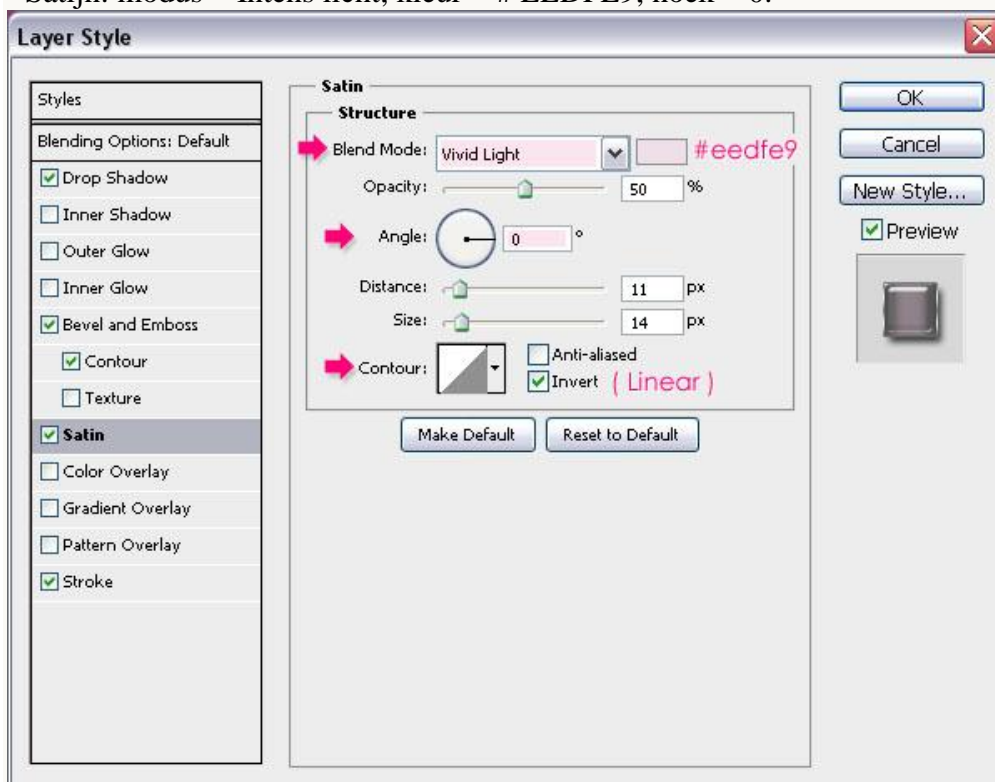 Satijn: modus = Intens licht; kleur = # EEDFE9; hoek = 0.
Layer Style
Styles
Blending Options: Default
Drop Shadow
Inner Shadow
Outer Glow
Inner Glow
Bevel and Emboss
Contour
Texture
Satin
Color Overlay
Gradient Overlay
Pattern Overlay
Stroke
Satin
Structure
Blend Mode: Vivid Light #eedfe9
Opacity: 50 %
Angle: 0 °
Distance: 11 px
Size: 14 px
Contour: Anti-aliased
Invert ( Linear )
Make Default Reset to Default
OK
Cancel
New Style...
Preview